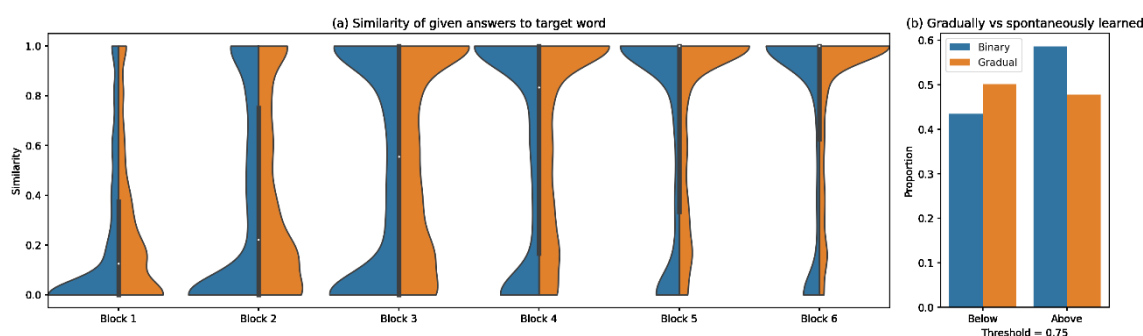 (a) Similarity of given answers to target word
1.0
0.8
0.6
0.4
0.2
0.0
Similarity
Block 1
Block 2
Block 3
Block 4
Block 5
Block 6
(b) Gradually vs spontaneously learned
0.6
0.5
0.4
0.3
0.2
0.1
0.0
Proportion
Binary
Gradual
Below
Above
Threshold = 0.75